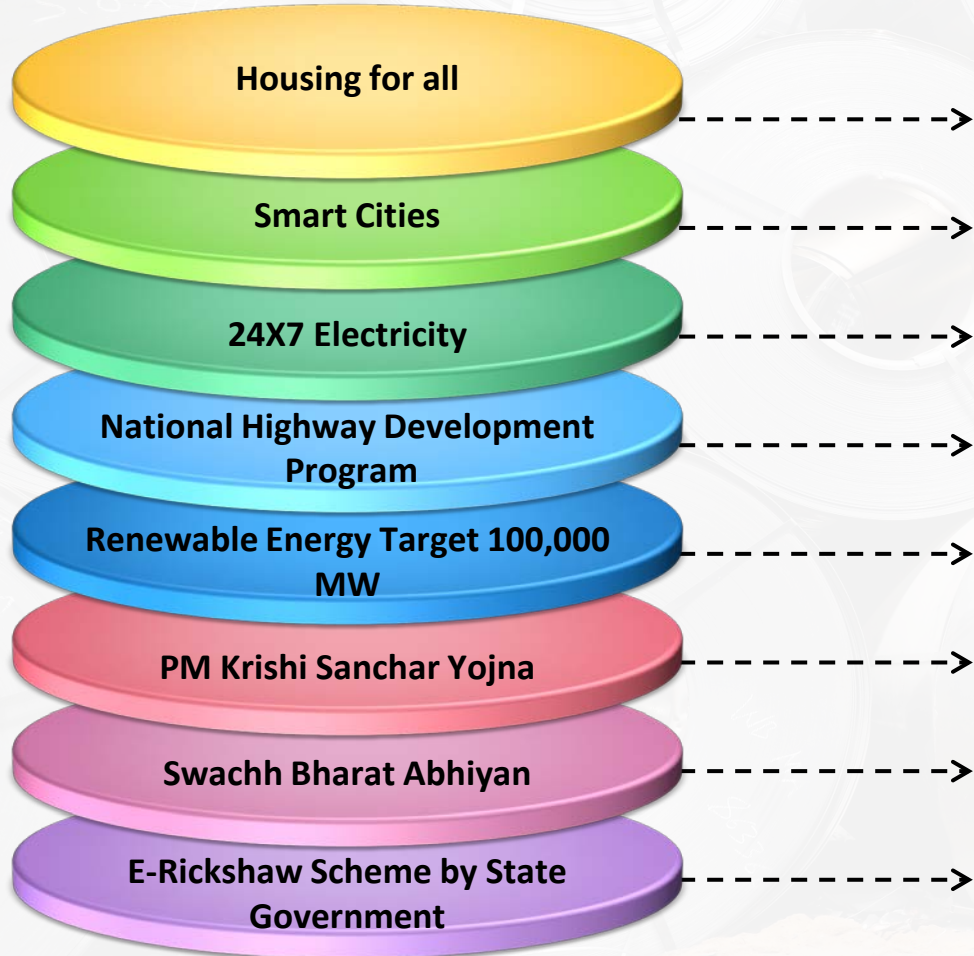 Housing for all
Smart Cities
24X7 Electricity
National Highway Development
Program
Renewable Energy Target 100,000
MW
PM Krishi Sanchar Yojna
Swachh Bharat Abhiyan
E-Rickshaw Scheme by State
Government